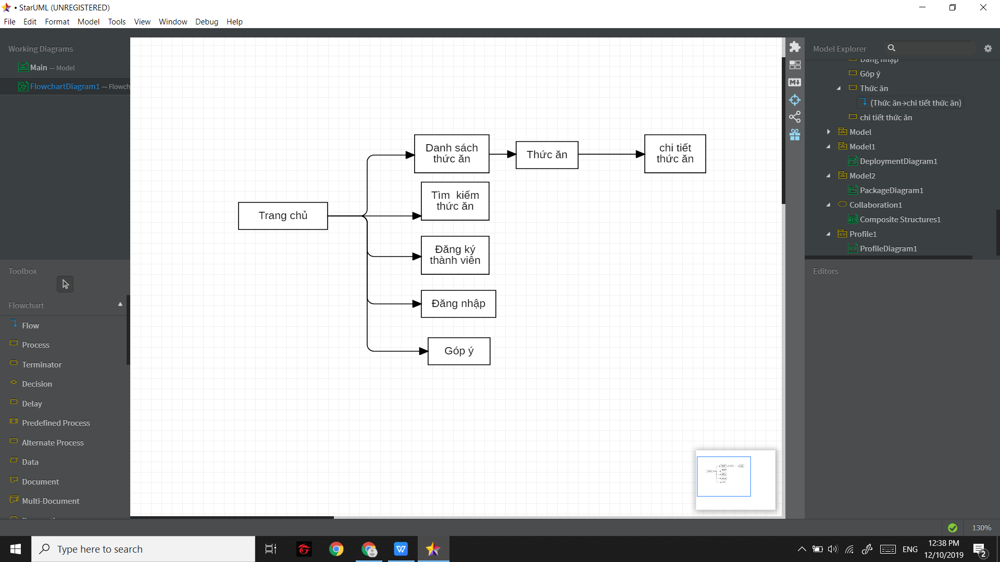 • StarUML (UNREGISTERED)
File Edit Format Model Tools View Window Debug Help
Working Diagrams
Main — Model
FlowchartDiagram1 — Flowch
Toolbox
Flowchart
Flow
Process
Terminator
Decision
Delay
Predefined Process
Alternate Process
Data
Document
Multi-Document
Trang chủ
Danh sách
thức ăn
Thức ăn
chi tiết
thức ăn
Tìm kiếm
thức ăn
Đăng ký
thành viên
Đăng nhập
Góp ý
Model Explorer
Đăng nhập
Góp ý
Thức ăn
(Thức ăn→chi tiết thức ăn)
chi tiết thức ăn
Model
Model1
DeploymentDiagram1
Model2
PackageDiagram1
Collaboration1
Composite Structures1
Profile1
ProfileDiagram1
Editors
130%
Type here to search
ENG
12:38 PM
12/10/2019
2